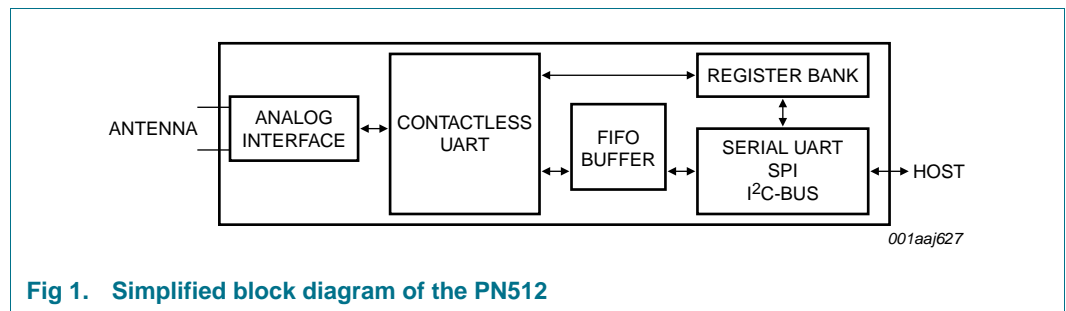 ANTENNA
ANALOG
INTERFACE
CONTACTLESS
UART
FIFO
BUFFER
REGISTER BANK
SERIAL UART
SPI
I²C-BUS
HOST
001aaj627
Fig 1. Simplified block diagram of the PN512